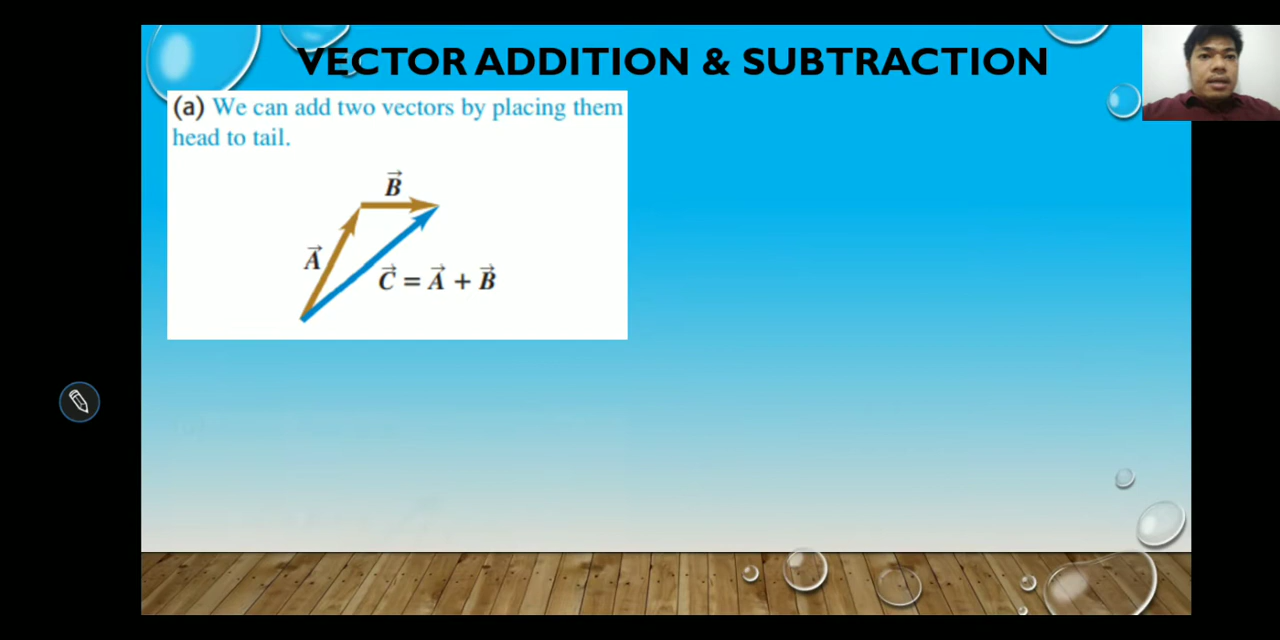 VECTOR ADDITION & SUBTRACTION
(a) We can add two vectors by placing them
head to tail.
B⃗
A⃗
C⃗ = A⃗ + B⃗